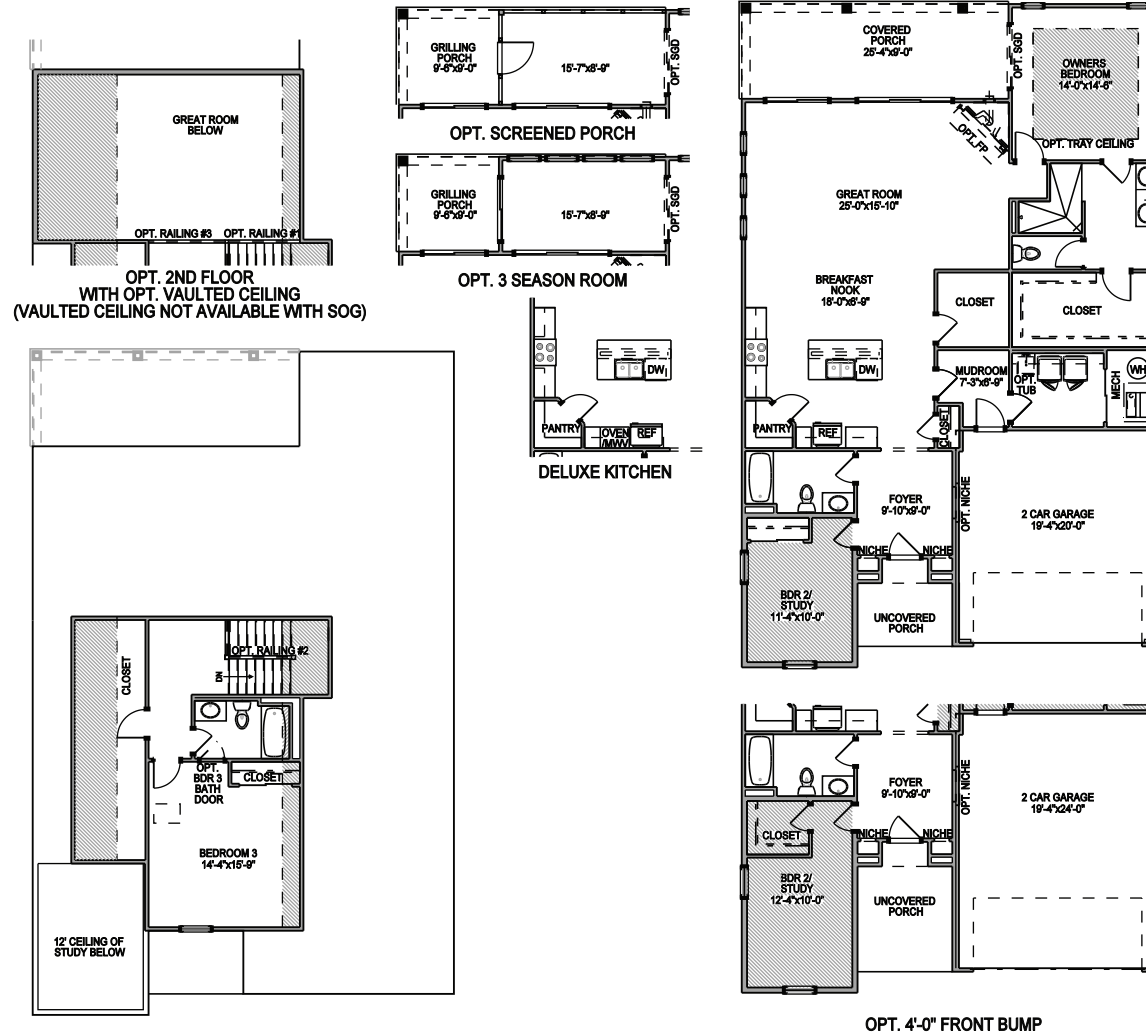 GREAT ROOM
BELOW
OPT. RAILING #3
OPT. RAILING #1
OPT. 2ND FLOOR
WITH OPT. VAULTED CEILING
(VAULTED CEILING NOT AVAILABLE WITH SOG)
GRILLING
PORCH
9'-6"x9'-0"
15'-7"x8'-9"
OPT. SGD
OPT. SCREENED PORCH
GRILLING
PORCH
9'-6"x9'-0"
15'-7"x8'-9"
OPT. SGD
OPT. 3 SEASON ROOM
DW
PANTRY
OVEN
/MWV
REF
DELUXE KITCHEN
CLOSET
OPT. RAILING #2
DN
OPT.
BDR 3
BATH
DOOR
CLOSET
BEDROOM 3
14'-4"x15'-9"
12' CEILING OF
STUDY BELOW
COVERED
PORCH
25'-4"x9'-0"
OPT. SGD
OWNERS
BEDROOM
14'-0"x14'-6"
OPT. TRAY CEILING
OPT. FP
GREAT ROOM
25'-0"x15'-10"
BREAKFAST
NOOK
18'-0"x6'-9"
CLOSET
CLOSET
DW
MUDROOM
7'-3"x6'-9"
OPT.
TUB
MECH
WH
PANTRY
REF
CLOSET
FOYER
9'-10"x9'-0"
OPT. NICHE
2 CAR GARAGE
19'-4"x20'-0"
NICHE
NICHE
BDR 2/
STUDY
11'-4"x10'-0"
UNCOVERED
PORCH
FOYER
9'-10"x9'-0"
OPT. NICHE
2 CAR GARAGE
19'-4"x24'-0"
CLOSET
NICHE
NICHE
BDR 2/
STUDY
12'-4"x10'-0"
UNCOVERED
PORCH
OPT. 4'-0" FRONT BUMP